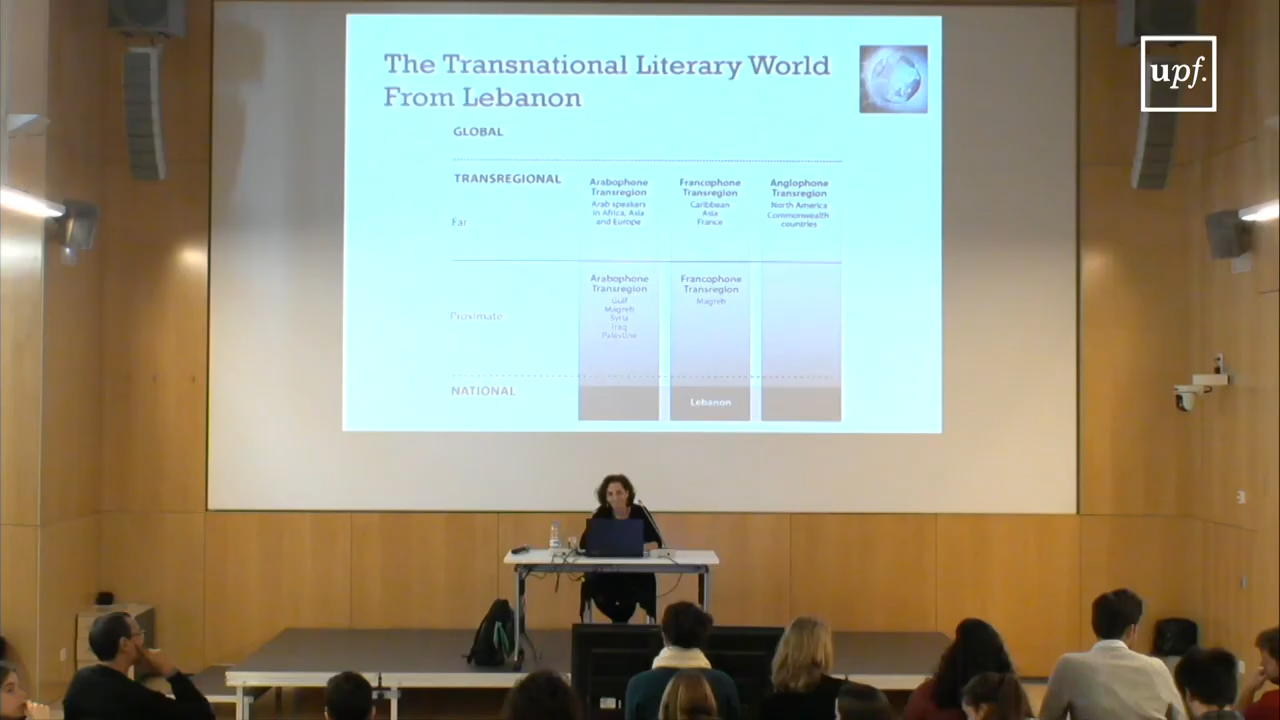 The Transnational Literary World
From Lebanon
upf.
GLOBAL
TRANSREGIONAL
Arabophone
Transregion
Arab speakers
in Africa, Asia
and Europe
Francophone
Transregion
Caribbean
Asia
France
Anglophone
Transregion
North America
Commonwealth
countries
Far
Arabophone
Transregion
Gulf
Magreb
Syria
Iraq
Palestine
Francophone
Transregion
Magreb
Proximate
NATIONAL
Lebanon